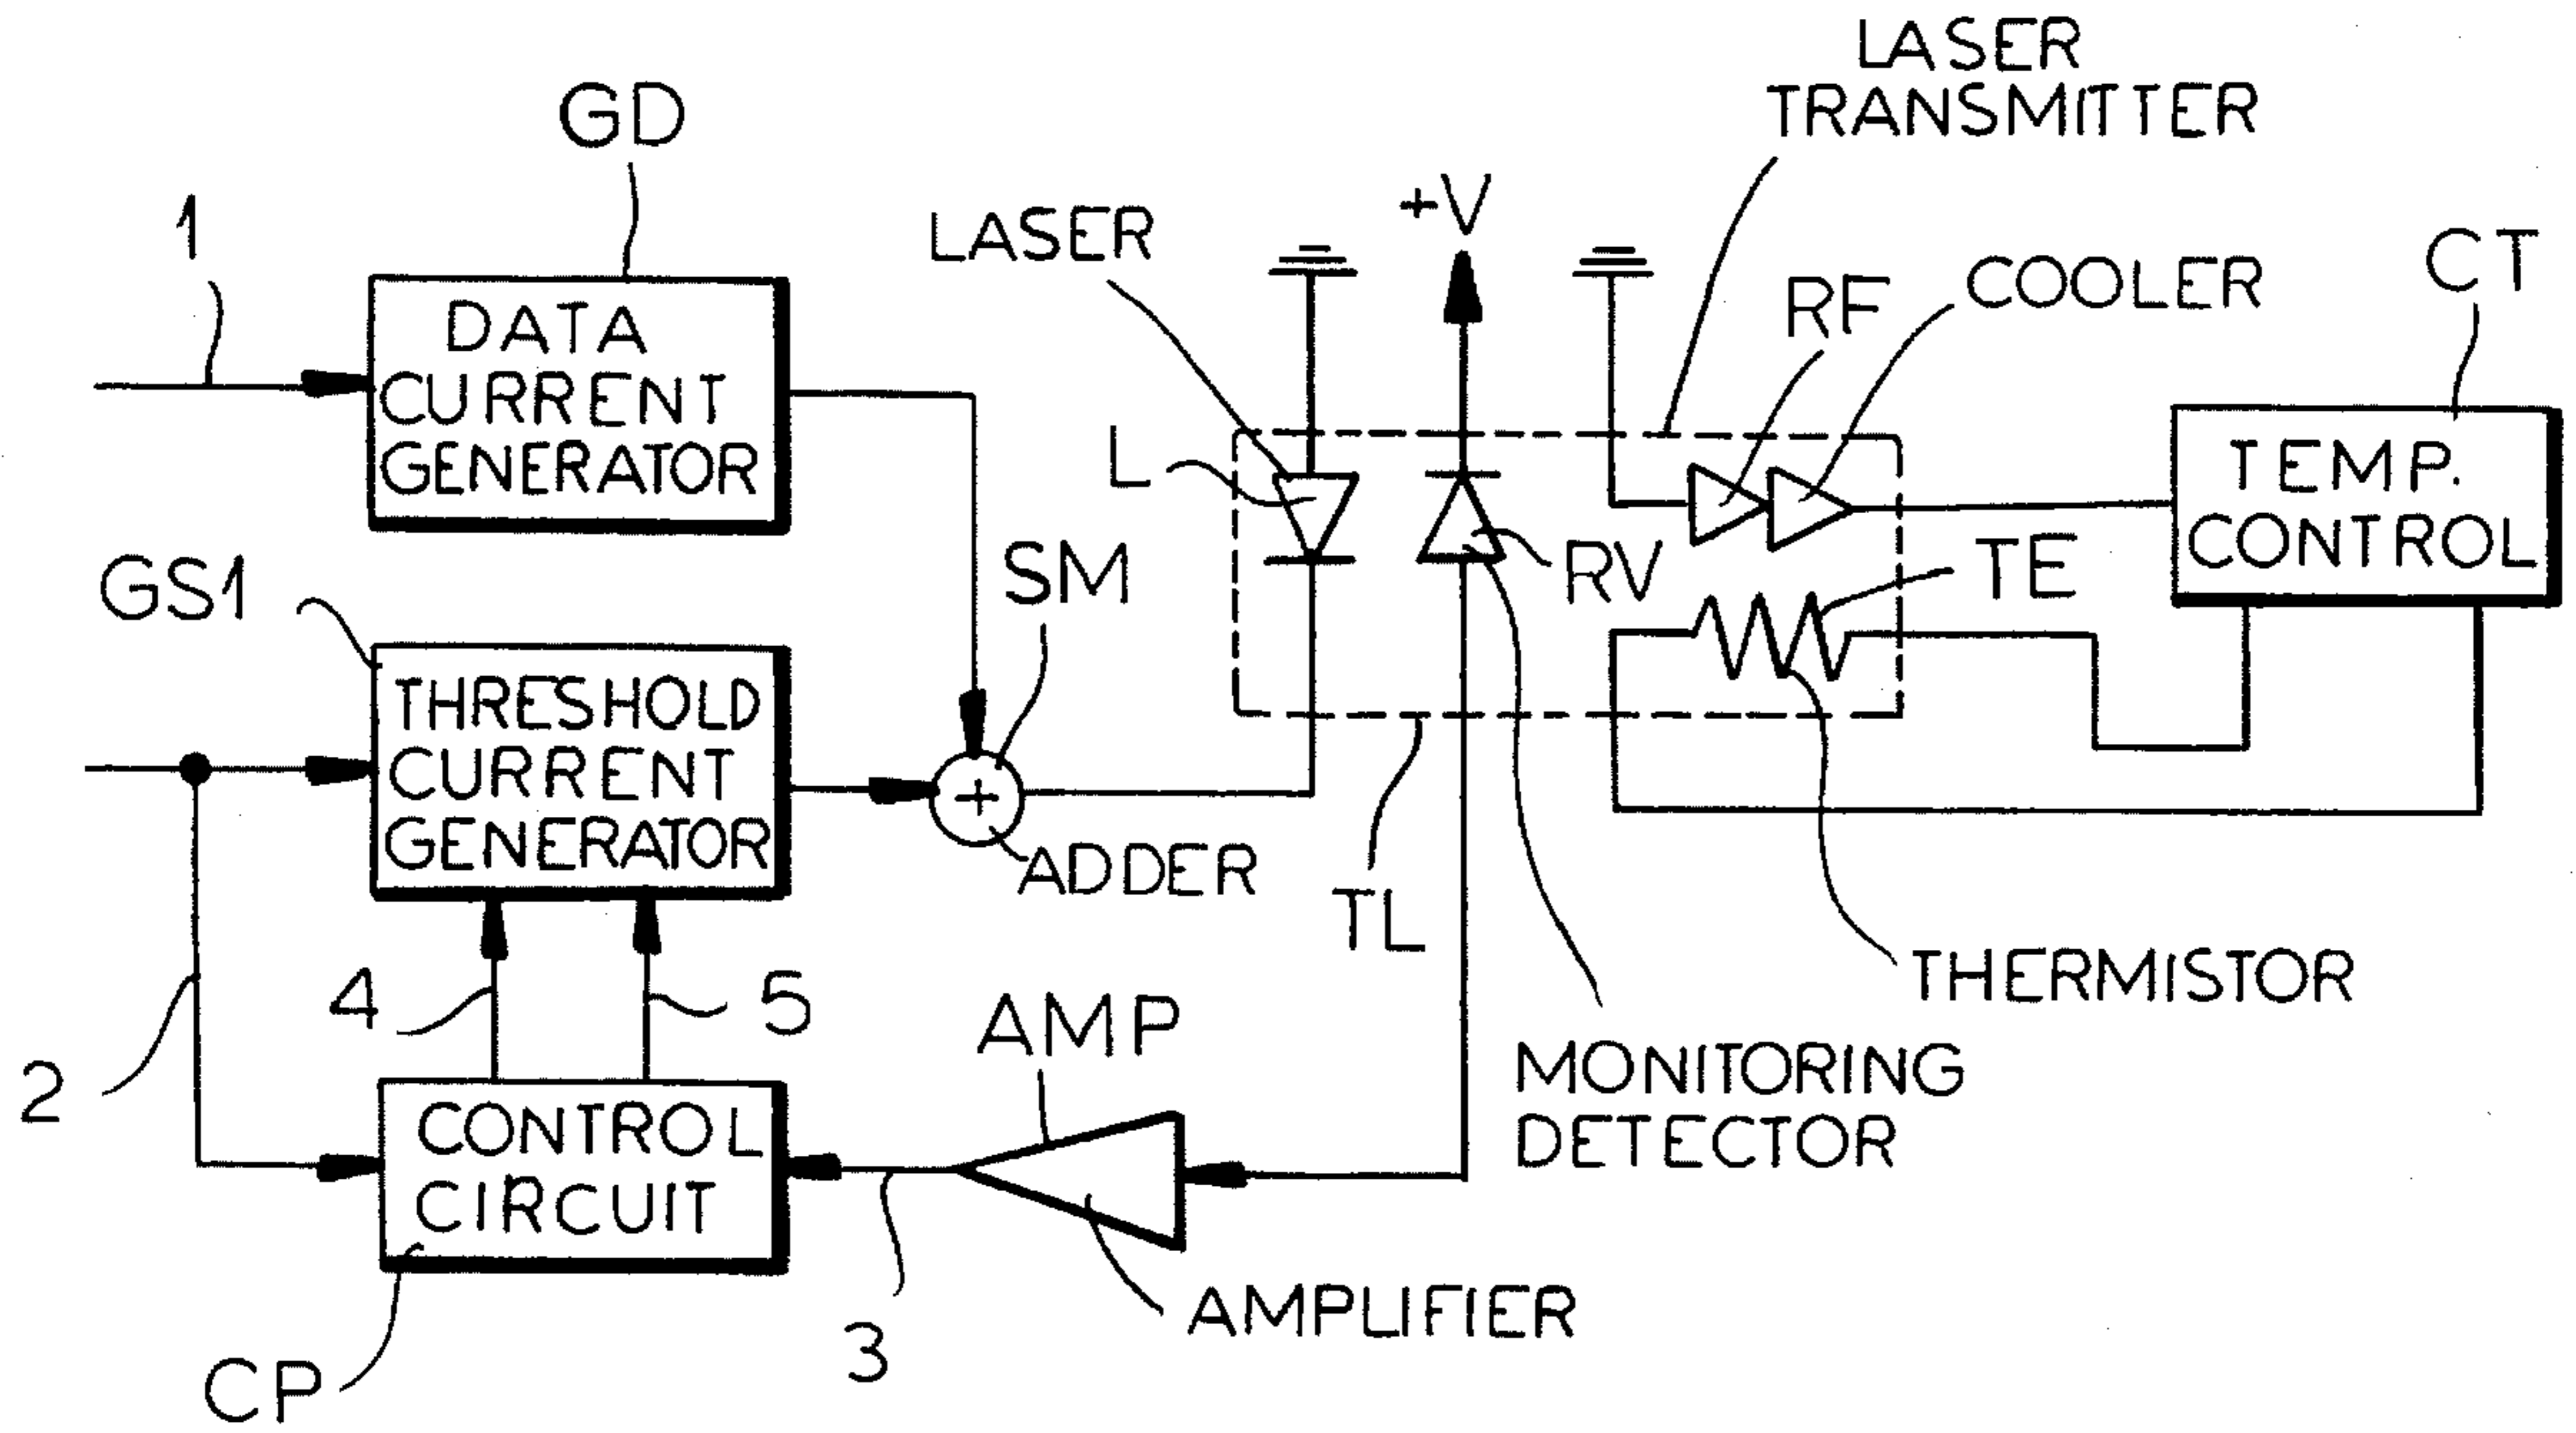 LASER
TRANSMITTER
GD
1
LASER
+V
RF
COOLER
CT
DATA
CURRENT
GENERATOR
L
TEMP.
CONTROL
GS1
SM
RV
TE
THRESHOLD
CURRENT
GENERATOR
+
ADDER
TL
THERMISTOR
4
5
AMP
MONITORING
DETECTOR
2
CONTROL
CIRCUIT
AMPLIFIER
3
CP